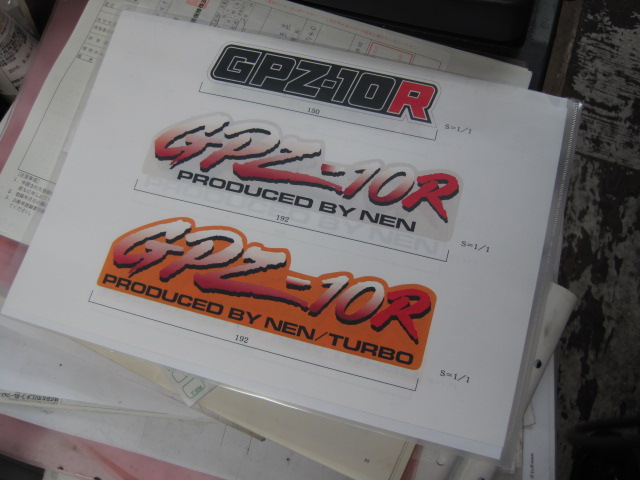 GPZ-10R
150
S=1/1
GPZ-10R
PRODUCED BY NEN
192
S=1/1
GPZ-10R
PRODUCED BY NEN/TURBO
192
S=1/1